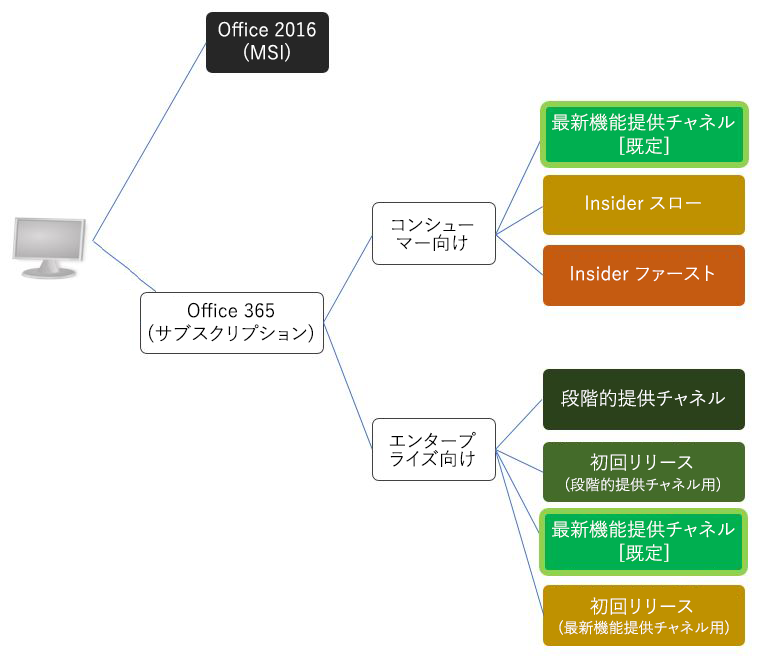 Office 2016
(MSI)
Office 365
(サブスクリプション)
コンシュー
マー向け
最新機能提供チャネル
[既定]
Insider スロー
Insider ファースト
エンタープ
ライズ向け
段階的提供チャネル
初回リリース
(段階的提供チャネル用)
最新機能提供チャネル
[既定]
初回リリース
(最新機能提供チャネル用)